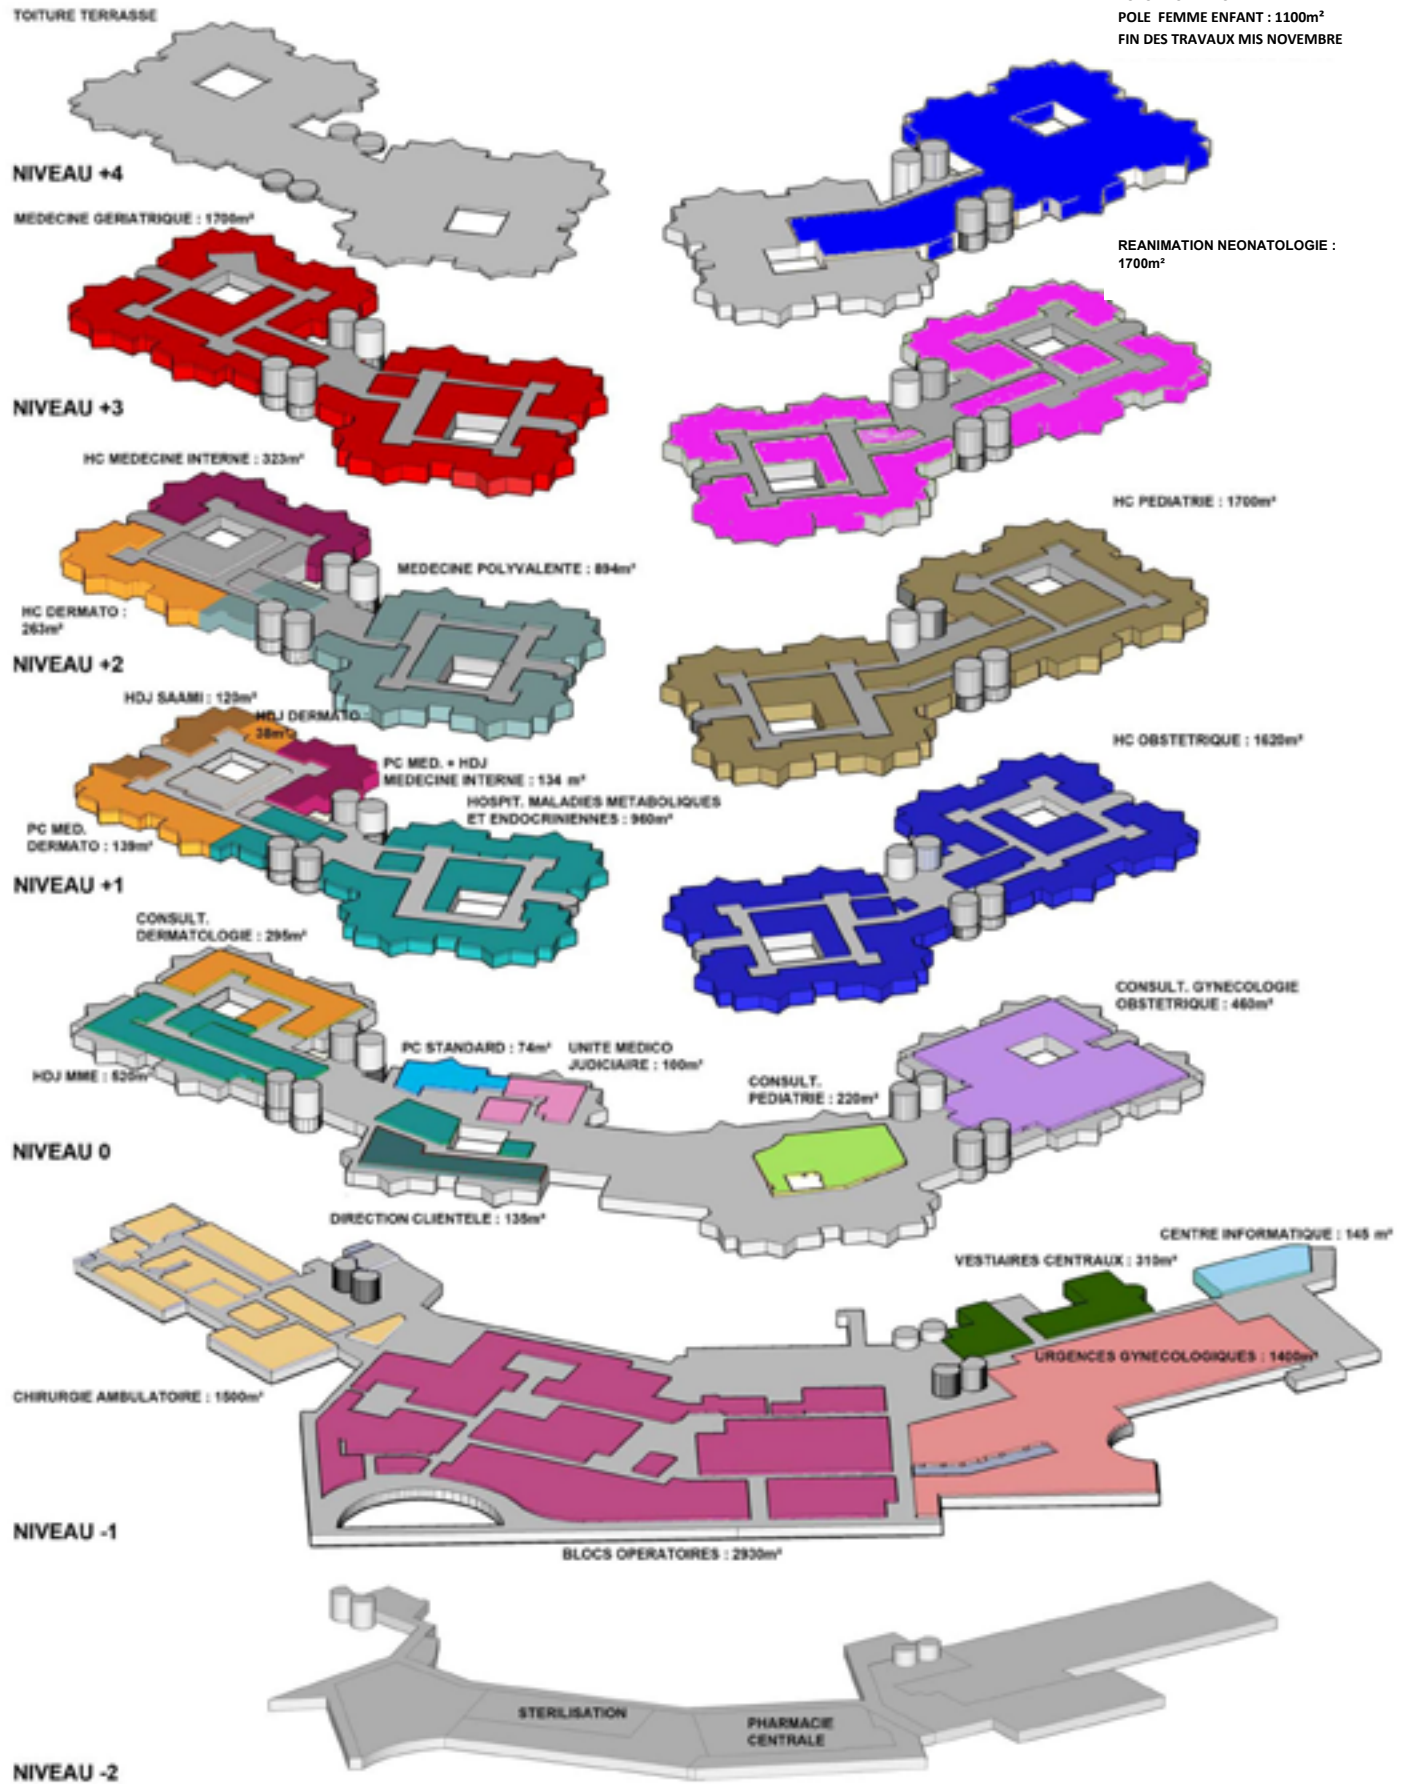 TOITURE TERRASSE
POLE FEMME ENFANT : 1100m²
FIN DES TRAVAUX MIS NOVEMBRE
NIVEAU +4
MEDECINE GERIATRIQUE : 1700m²
REANIMATION NEONATOLOGIE :
1700m²
NIVEAU +3
HC MEDECINE INTERNE : 323m²
HC PEDIATRIE : 1700m²
MEDECINE POLYVALENTE : 894m²
HC DERMATO :
263m²
NIVEAU +2
HDJ SAAMI : 120m²
HDJ DERMATO :
38m²
HC OBSTETRIQUE : 1620m²
PC MED. + HDJ
MEDECINE INTERNE : 134 m²
HOSPIT. MALADIES METABOLIQUES
ET ENDOCRINIENNES : 960m²
PC MED.
DERMATO : 139m²
NIVEAU +1
CONSULT.
DERMATOLOGIE : 295m²
CONSULT. GYNECOLOGIE
OBSTETRIQUE : 460m²
PC STANDARD : 74m²
UNITE MEDICO
JUDICIAIRE : 100m²
HDJ MME : 520m²
CONSULT.
PEDIATRIE : 220m²
NIVEAU 0
DIRECTION CLIENTELE : 135m²
CENTRE INFORMATIQUE : 145 m²
VESTIAIRES CENTRAUX : 310m²
URGENCES GYNECOLOGIQUES : 1400m²
CHIRURGIE AMBULATOIRE : 1500m²
NIVEAU -1
BLOCS OPERATOIRES : 2930m²
STERILISATION
PHARMACIE
CENTRALE
NIVEAU -2